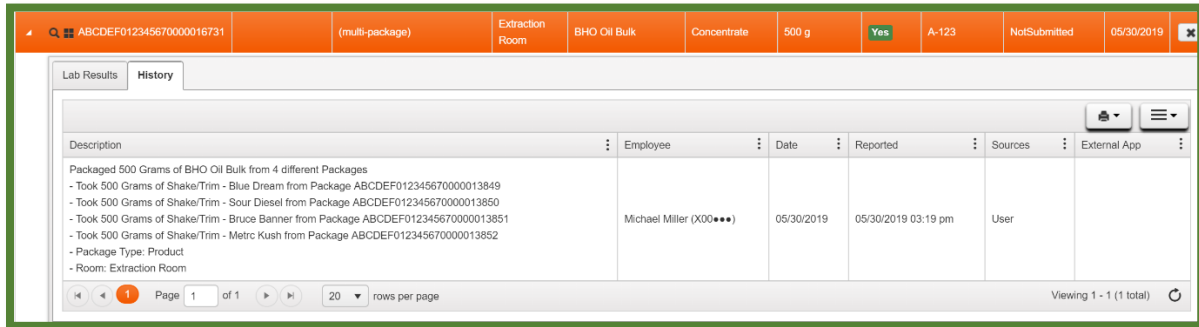 ABCDEF012345670000016731 (multi-package) Extraction Room BHO Oil Bulk Concentrate 500 g Yes A-123 NotSubmitted 05/30/2019
Lab Results History
Description Employee Date Reported Sources External App
Packaged 500 Grams of BHO Oil Bulk from 4 different Packages
- Took 500 Grams of Shake/Trim - Blue Dream from Package ABCDEF012345670000013849
- Took 500 Grams of Shake/Trim - Sour Diesel from Package ABCDEF012345670000013850
- Took 500 Grams of Shake/Trim - Bruce Banner from Package ABCDEF012345670000013851
- Took 500 Grams of Shake/Trim - Metrc Kush from Package ABCDEF012345670000013852
- Package Type: Product
- Room: Extraction Room
Michael Miller (X00●●●) 05/30/2019 05/30/2019 03:19 pm User
1 Page 1 of 1 20 rows per page Viewing 1 - 1 (1 total)